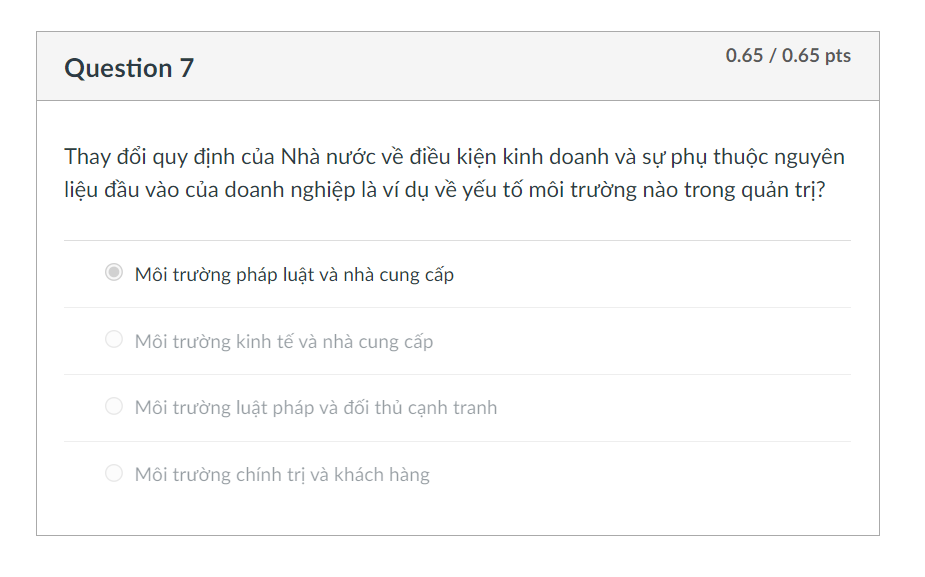 Question 7
0.65 / 0.65 pts
Thay đổi quy định của Nhà nước về điều kiện kinh doanh và sự phụ thuộc nguyên
liệu đầu vào của doanh nghiệp là ví dụ về yếu tố môi trường nào trong quản trị?
Môi trường pháp luật và nhà cung cấp
Môi trường kinh tế và nhà cung cấp
Môi trường luật pháp và đối thủ cạnh tranh
Môi trường chính trị và khách hàng